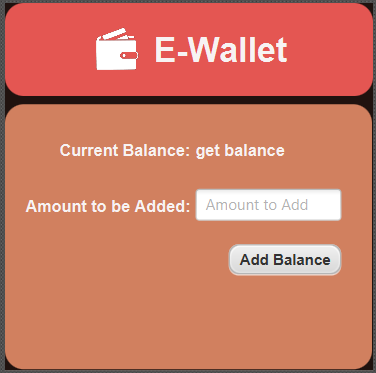 E-Wallet
Current Balance: get balance
Amount to be Added: Amount to Add
Add Balance